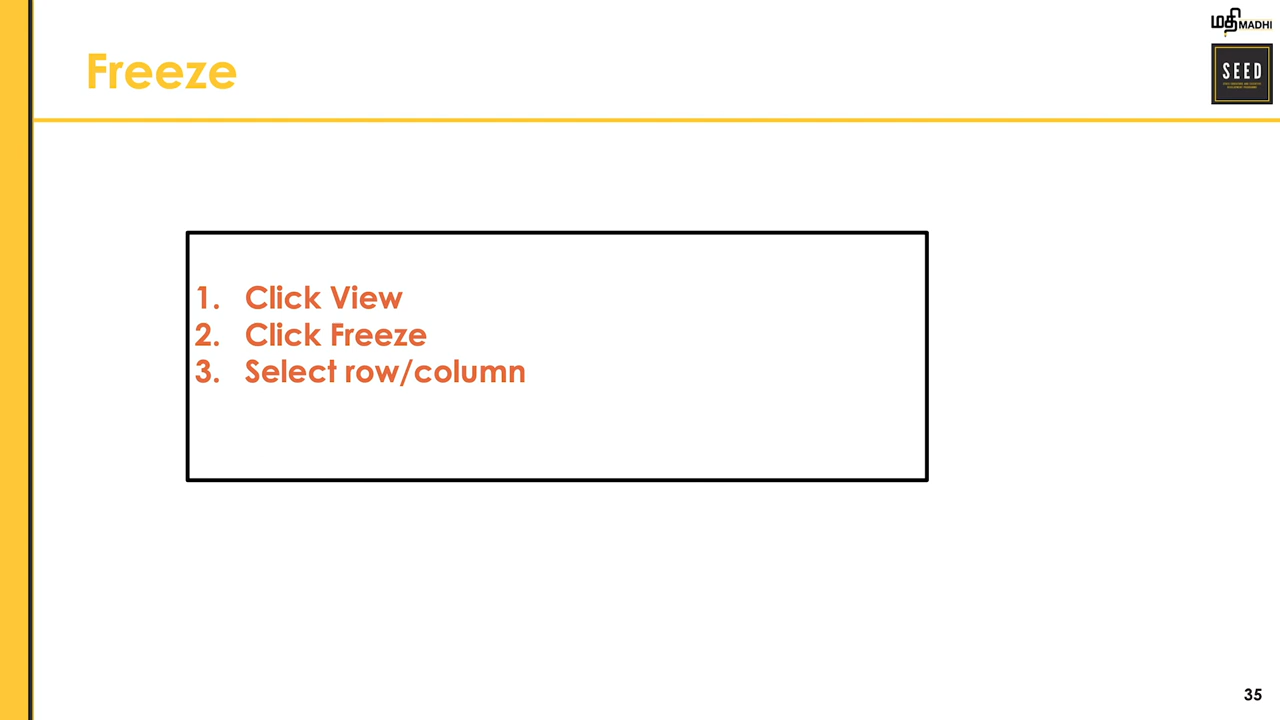 மதி MADHI
Freeze
SEED
1. Click View
2. Click Freeze
3. Select row/column
35